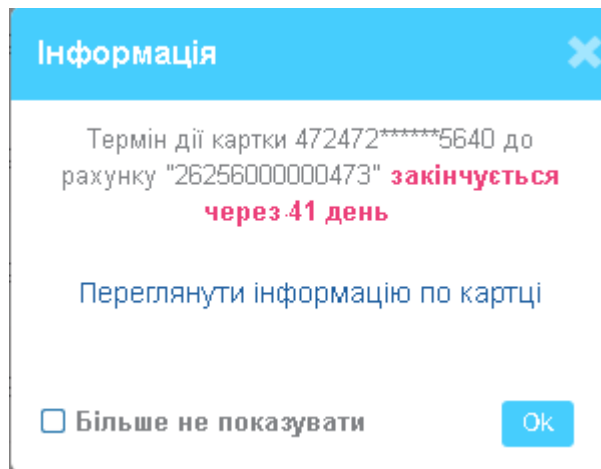 Інформація
Термін дії картки 472472******5640 до
рахунку "26256000000473" закінчується
через 41 день
Переглянути інформацію по картці
Більше не показувати
Ok